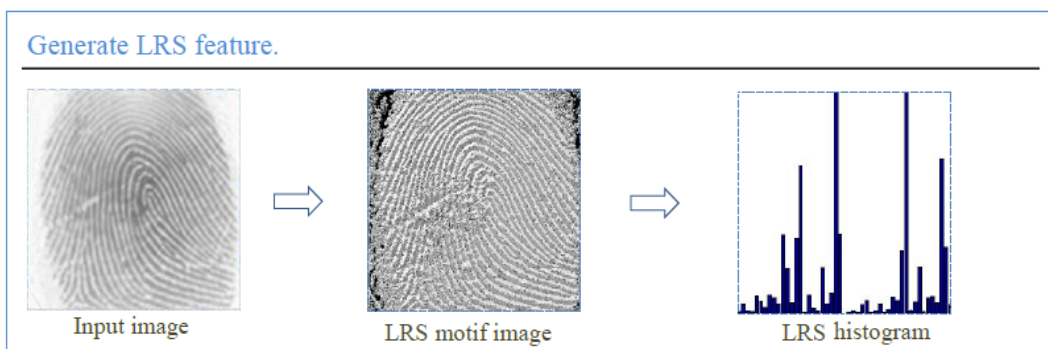 Generate LRS feature.
Input image
LRS motif image
LRS histogram